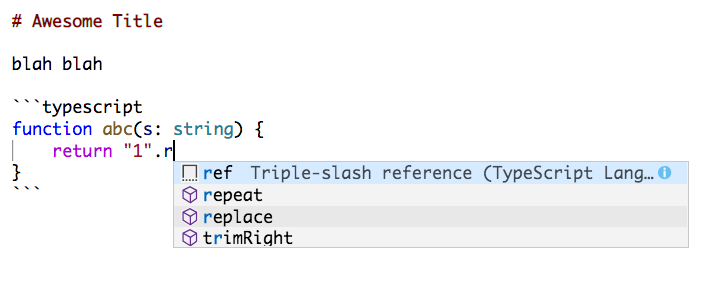 # Awesome Title
blah blah
```typescript
function abc(s: string) {
    return "1".r
}
```
ref Triple-slash reference (TypeScript Lang…
repeat
replace
trimRight